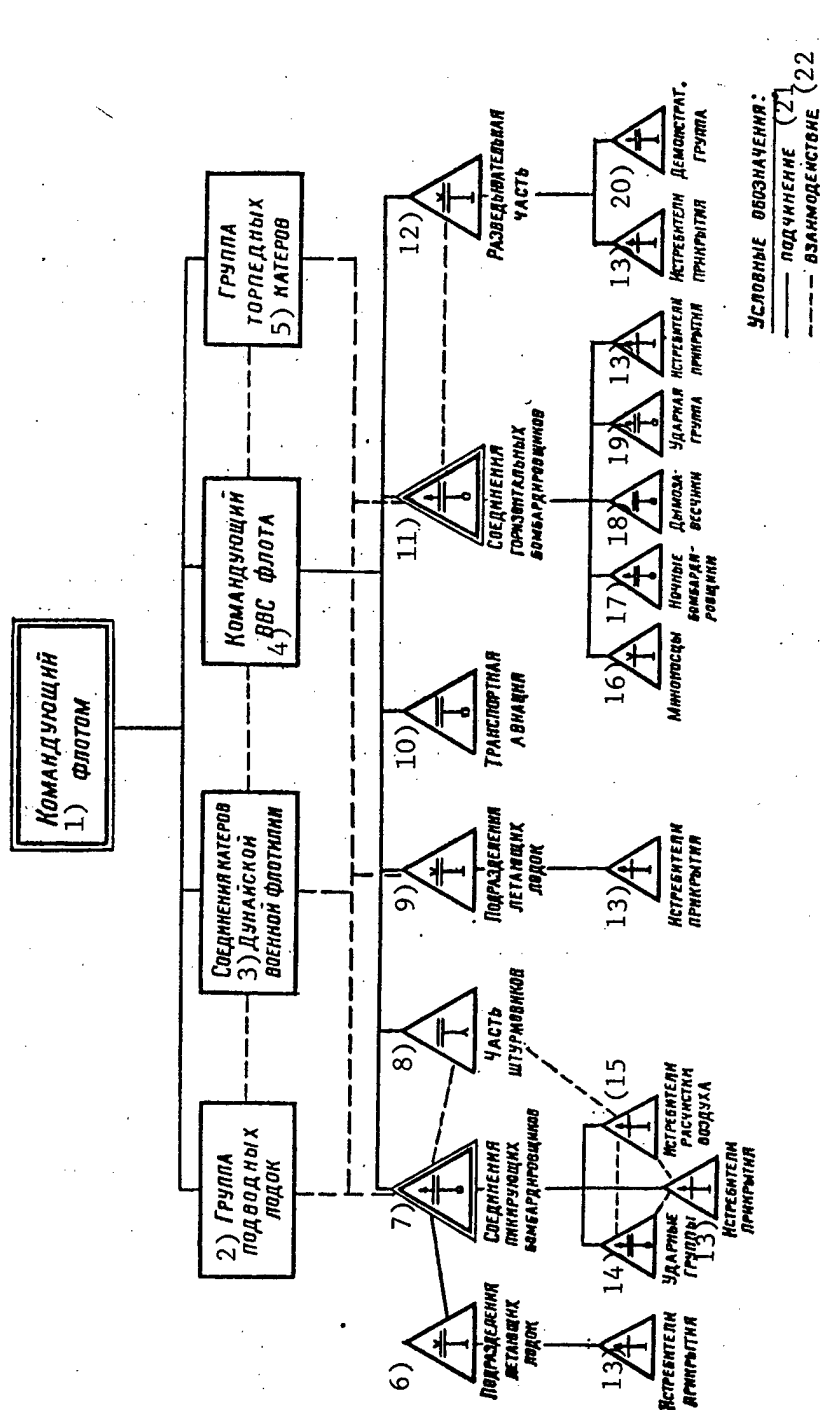 Командующий
1) флотом
2) Группа
подводных
лодок
Соединения катеров
3) Дунайской
военной флотилии
Командующий
ВВС флота
4)
Группа
торпедных
5) катеров
6)
Подразделения
летающих
лодок
7)
Соединения
пикирующих
бомбардировщиков
8)
Часть
штурмовиков
9)
Подразделения
летающих
лодок
10)
Транспортная
авиация
11)
Соединения
горизонтальных
бомбардировщиков
12)
Разведывательная
часть
13)
Истребители
прикрытия
14)
Ударные
группы
13)
Истребители
прикрытия
(15
Истребители
расчистки
воздуха
13)
Истребители
прикрытия
16)
Миноносцы
17)
Ночные
бомбарди-
ровщики
18)
Дымоза-
весчики
19)
Ударная
группа
13)
Истребители
прикрытия
13)
Истребители
прикрытия
20)
Демонстрат.
группа
Условные обозначения:
подчинение (21
взаимодействие (22